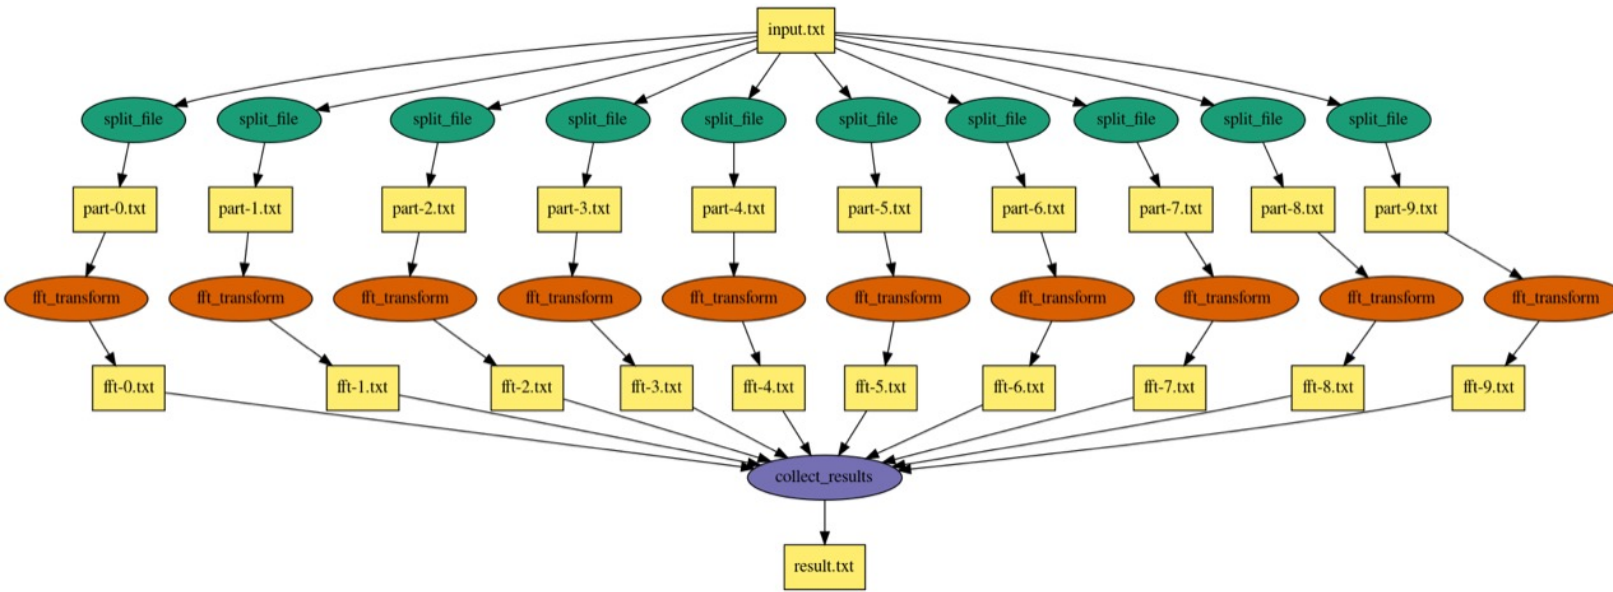 input.txt
split_file split_file split_file split_file split_file split_file split_file split_file split_file split_file
part-0.txt part-1.txt part-2.txt part-3.txt part-4.txt part-5.txt part-6.txt part-7.txt part-8.txt part-9.txt
fft_transform fft_transform fft_transform fft_transform fft_transform fft_transform fft_transform fft_transform fft_transform fft_transform
fft-0.txt fft-1.txt fft-2.txt fft-3.txt fft-4.txt fft-5.txt fft-6.txt fft-7.txt fft-8.txt fft-9.txt
collect_results
result.txt